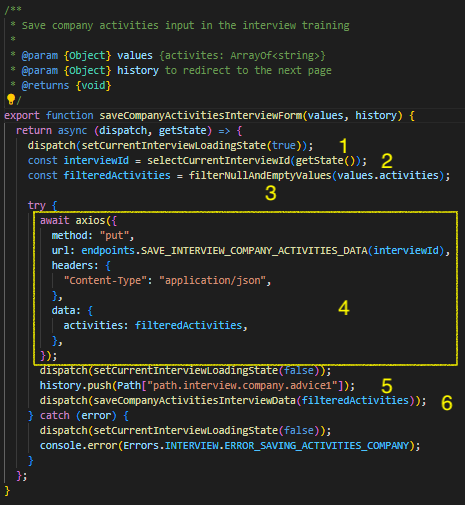 /**
 * Save company activities input in the interview training
 *
 * @param {Object} values {activites: ArrayOf<string>}
 * @param {Object} history to redirect to the next page
 * @returns {void}
 */
export function saveCompanyActivitiesInterviewForm(values, history) {
  return async (dispatch, getState) => {
    dispatch(setCurrentInterviewLoadingState(true)); 1
    const interviewId = selectCurrentInterviewId(getState()); 2
    const filteredActivities = filterNullAndEmptyValues(values.activities);
3
    try {
      await axios({
        method: "put",
        url: endpoints.SAVE_INTERVIEW_COMPANY_ACTIVITIES_DATA(interviewId),
        headers: {
          "Content-Type": "application/json",
        },
        data: { 4
          activities: filteredActivities,
        },
      });
      dispatch(setCurrentInterviewLoadingState(false));
      history.push(Path["path.interview.company.advice1"]); 5
      dispatch(saveCompanyActivitiesInterviewData(filteredActivities)); 6
    } catch (error) {
      dispatch(setCurrentInterviewLoadingState(false));
      console.error(Errors.INTERVIEW.ERROR_SAVING_ACTIVITIES_COMPANY);
    }
  };
}